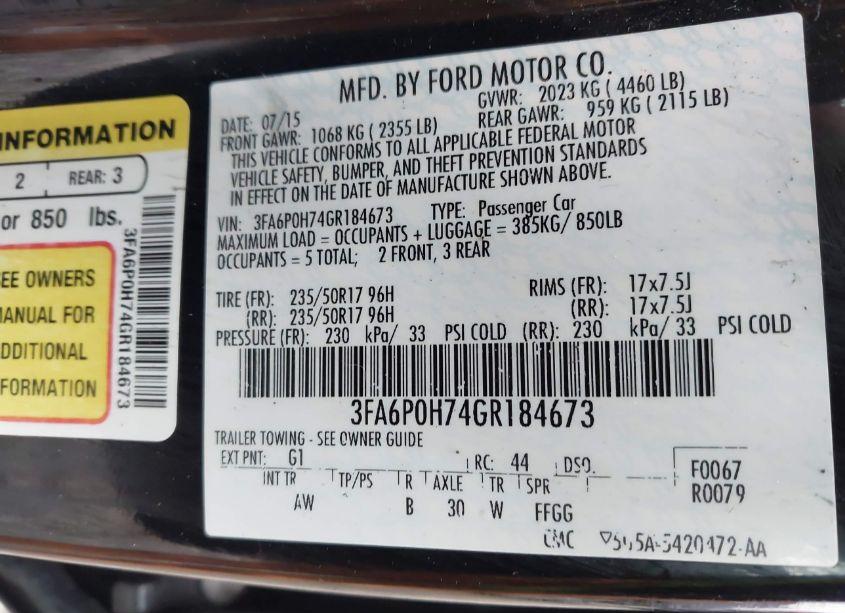 INFORMATION
2 REAR: 3
or 850 lbs.
EE OWNERS
ANUAL FOR
DDITIONAL
FORMATION
3FA6P0H74GR184673
MFD. BY FORD MOTOR CO.
DATE: 07/15 GVWR: 2023 KG ( 4460 LB)
FRONT GAWR: 1068 KG ( 2355 LB) REAR GAWR: 959 KG ( 2115 LB)
THIS VEHICLE CONFORMS TO ALL APPLICABLE FEDERAL MOTOR
VEHICLE SAFETY, BUMPER, AND THEFT PREVENTION STANDARDS
IN EFFECT ON THE DATE OF MANUFACTURE SHOWN ABOVE.
VIN: 3FA6P0H74GR184673 TYPE: Passenger Car
MAXIMUM LOAD = OCCUPANTS + LUGGAGE = 385KG/ 850LB
OCCUPANTS = 5 TOTAL; 2 FRONT, 3 REAR
TIRE (FR): 235/50R17 96H RIMS (FR): 17x7.5J
(RR): 235/50R17 96H (RR): 17x7.5J
PRESSURE (FR): 230 kPa/ 33 PSI COLD (RR): 230 kPa/ 33 PSI COLD
3FA6P0H74GR184673
TRAILER TOWING - SEE OWNER GUIDE
EXT PNT: G1 RC: 44 DSO: F0067
INT TR TP/PS R AXLE TR SPR R0079
AW B 30 W FFGG